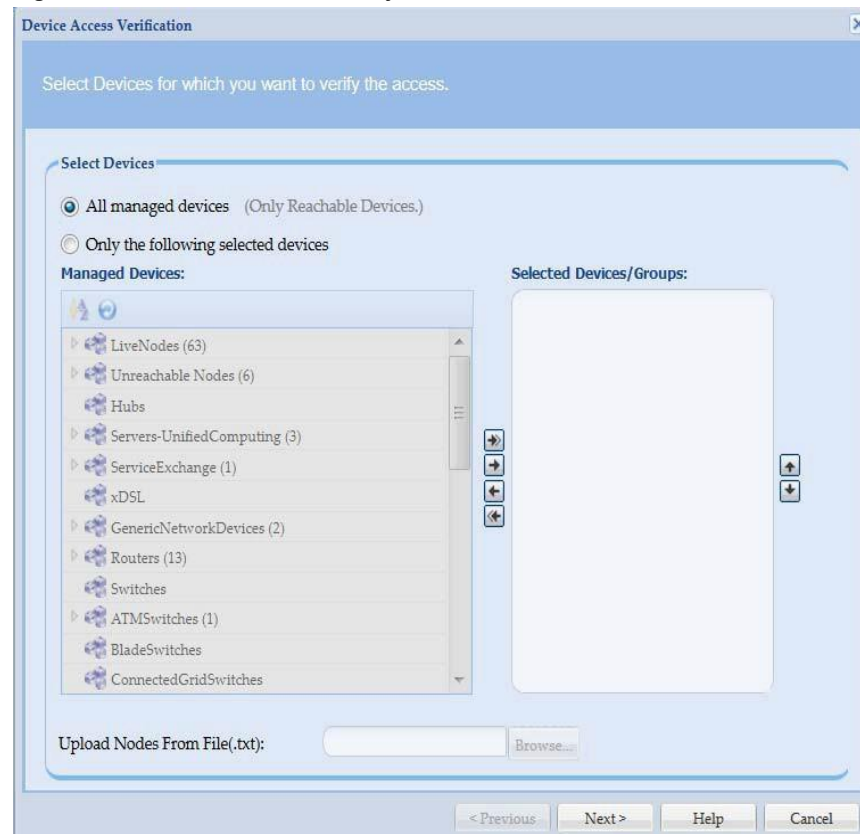 Device Access Verification
Select Devices for which you want to verify the access.
Select Devices
All managed devices (Only Reachable Devices.)
Only the following selected devices
Managed Devices:
Selected Devices/Groups:
LiveNodes (63)
Unreachable Nodes (6)
Hubs
Servers-UnifiedComputing (3)
ServiceExchange (1)
xDSL
GenericNetworkDevices (2)
Routers (13)
Switches
ATMSwitches (1)
BladeSwitches
ConnectedGridSwitches
Upload Nodes From File(.txt):
Browse...
< Previous
Next >
Help
Cancel